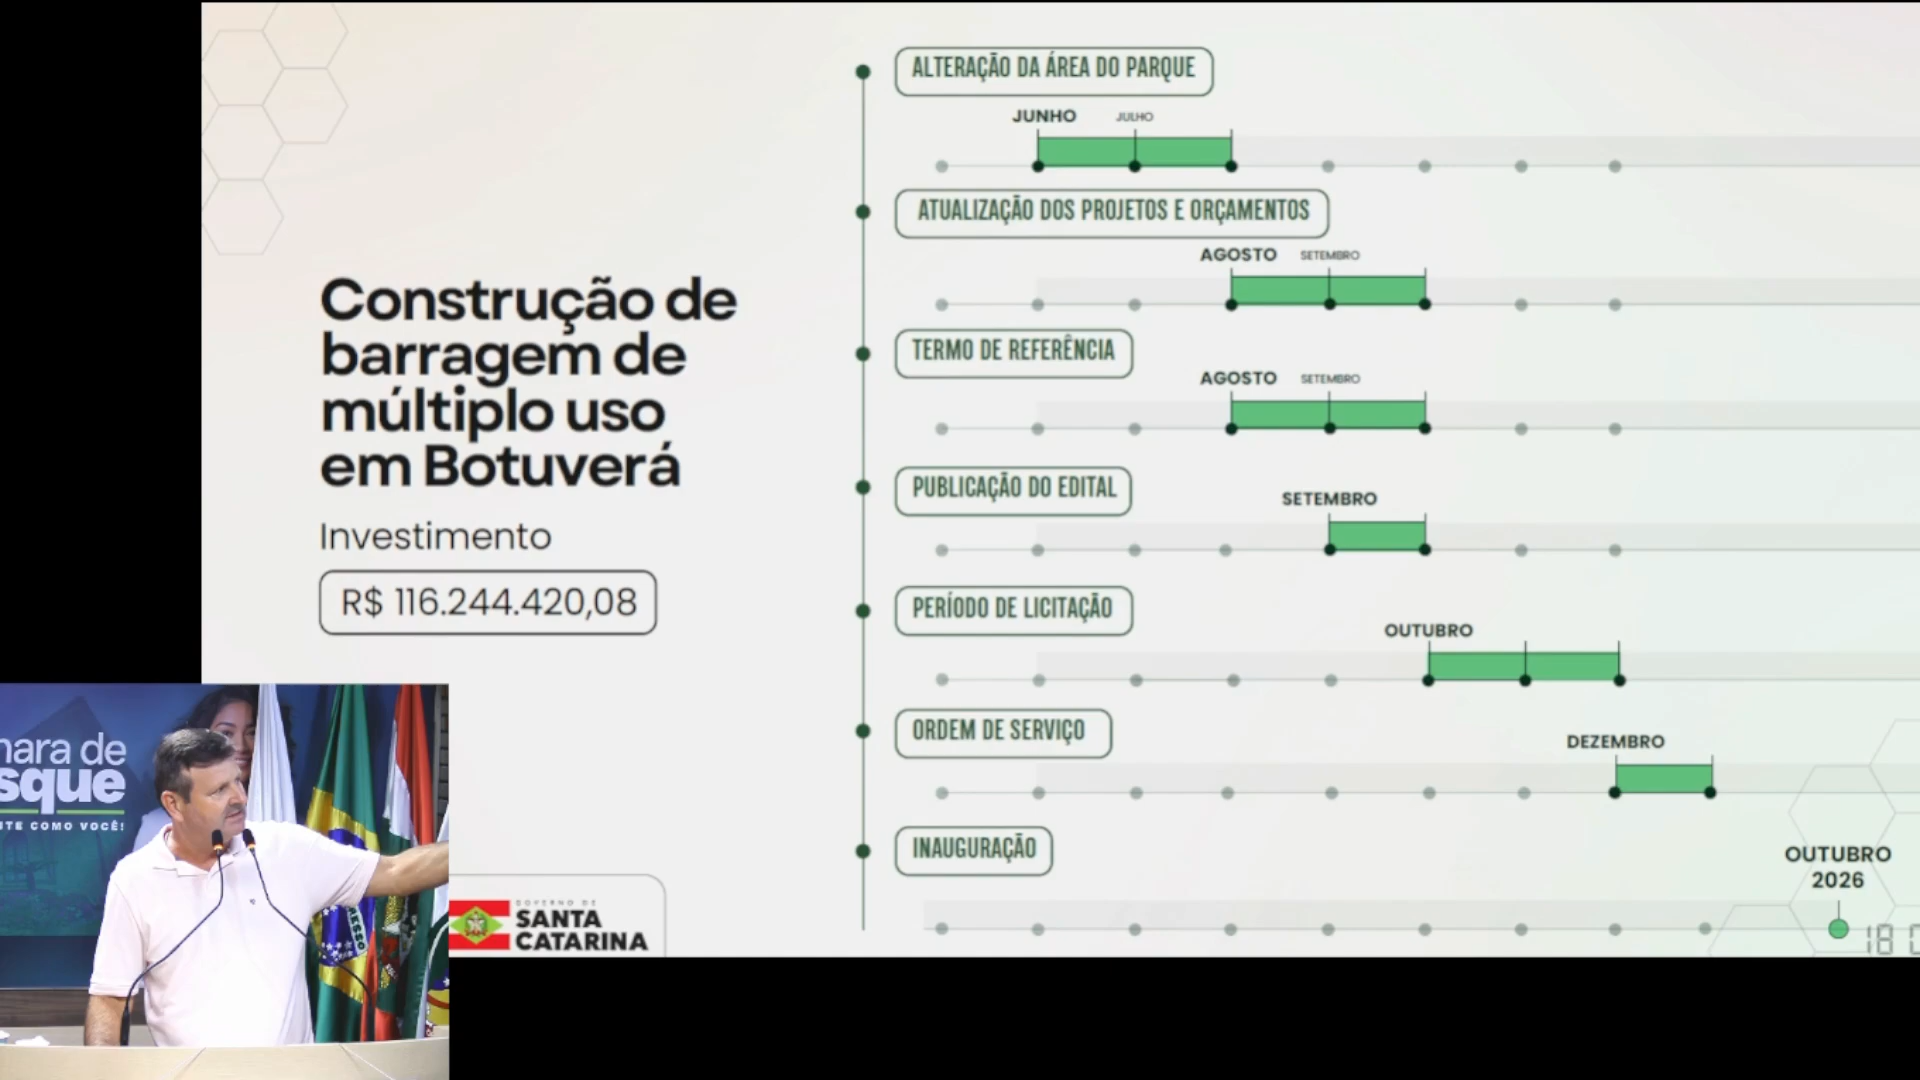 ALTERAÇÃO DA ÁREA DO PARQUE
JUNHO JULHO
ATUALIZAÇÃO DOS PROJETOS E ORÇAMENTOS
AGOSTO SETEMBRO
Construção de
barragem de
múltiplo uso
em Botuverá
Investimento
R$ 116.244.420,08
TERMO DE REFERÊNCIA
AGOSTO SETEMBRO
PUBLICAÇÃO DO EDITAL
SETEMBRO
PERÍODO DE LICITAÇÃO
OUTUBRO
ORDEM DE SERVIÇO
DEZEMBRO
INAUGURAÇÃO
OUTUBRO
2026
GOVERNO DE
SANTA
CATARINA
mara de
sque
NTE COMO VOCÊ!
18